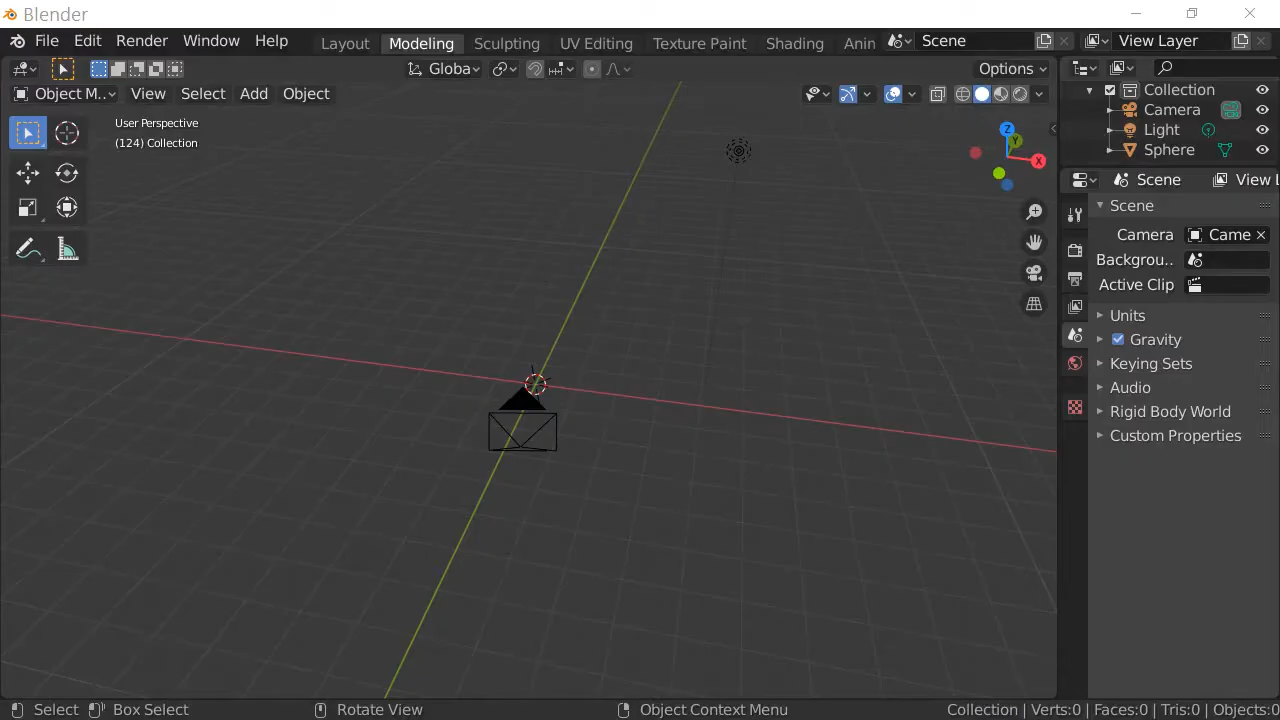 Blender
File Edit Render Window Help Layout Modeling Sculpting UV Editing Texture Paint Shading Anin Scene View Layer
Globa Options
Object M.. View Select Add Object
User Perspective
(124) Collection
Z
Y
X
Collection
Camera
Light
Sphere
Scene View L
Scene
Camera Came
Backgrou..
Active Clip
Units
Gravity
Keying Sets
Audio
Rigid Body World
Custom Properties
Select Box Select Rotate View Object Context Menu Collection | Verts:0 | Faces:0 | Tris:0 | Objects:0